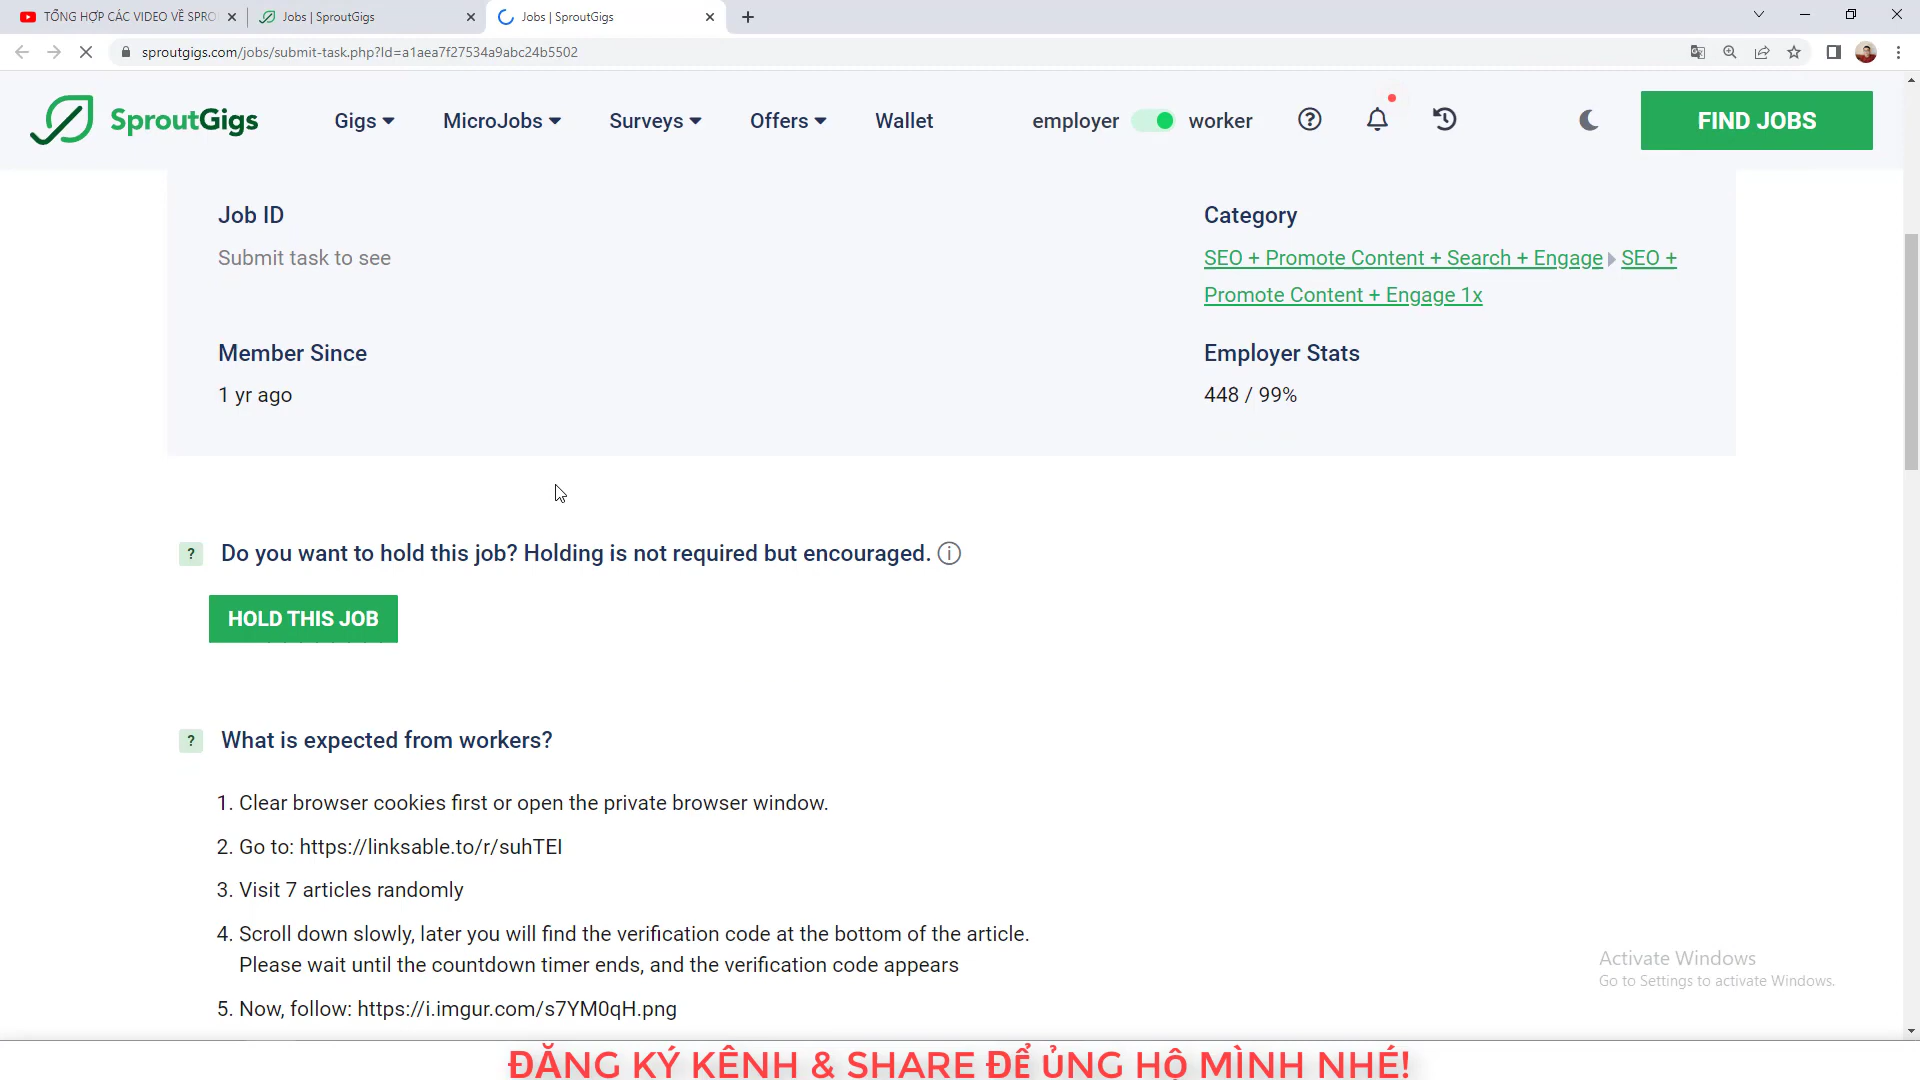 TỔNG HỢP CÁC VIDEO VỀ SPRO
Jobs | SproutGigs
Jobs | SproutGigs
sproutgigs.com/jobs/submit-task.php?Id=a1aea7f27534a9abc24b5502
SproutGigs
Gigs
MicroJobs
Surveys
Offers
Wallet
employer
worker
FIND JOBS
Job ID
Submit task to see
Category
SEO + Promote Content + Search + Engage SEO +
Promote Content + Engage 1x
Member Since
1 yr ago
Employer Stats
448 / 99%
? Do you want to hold this job? Holding is not required but encouraged.
HOLD THIS JOB
? What is expected from workers?
1. Clear browser cookies first or open the private browser window.
2. Go to: https://linksable.to/r/suhTEI
3. Visit 7 articles randomly
4. Scroll down slowly, later you will find the verification code at the bottom of the article.
Please wait until the countdown timer ends, and the verification code appears
5. Now, follow: https://i.imgur.com/s7YM0qH.png
Activate Windows
Go to Settings to activate Windows.
ĐĂNG KÝ KÊNH & SHARE ĐỂ ỦNG HỘ MÌNH NHÉ!